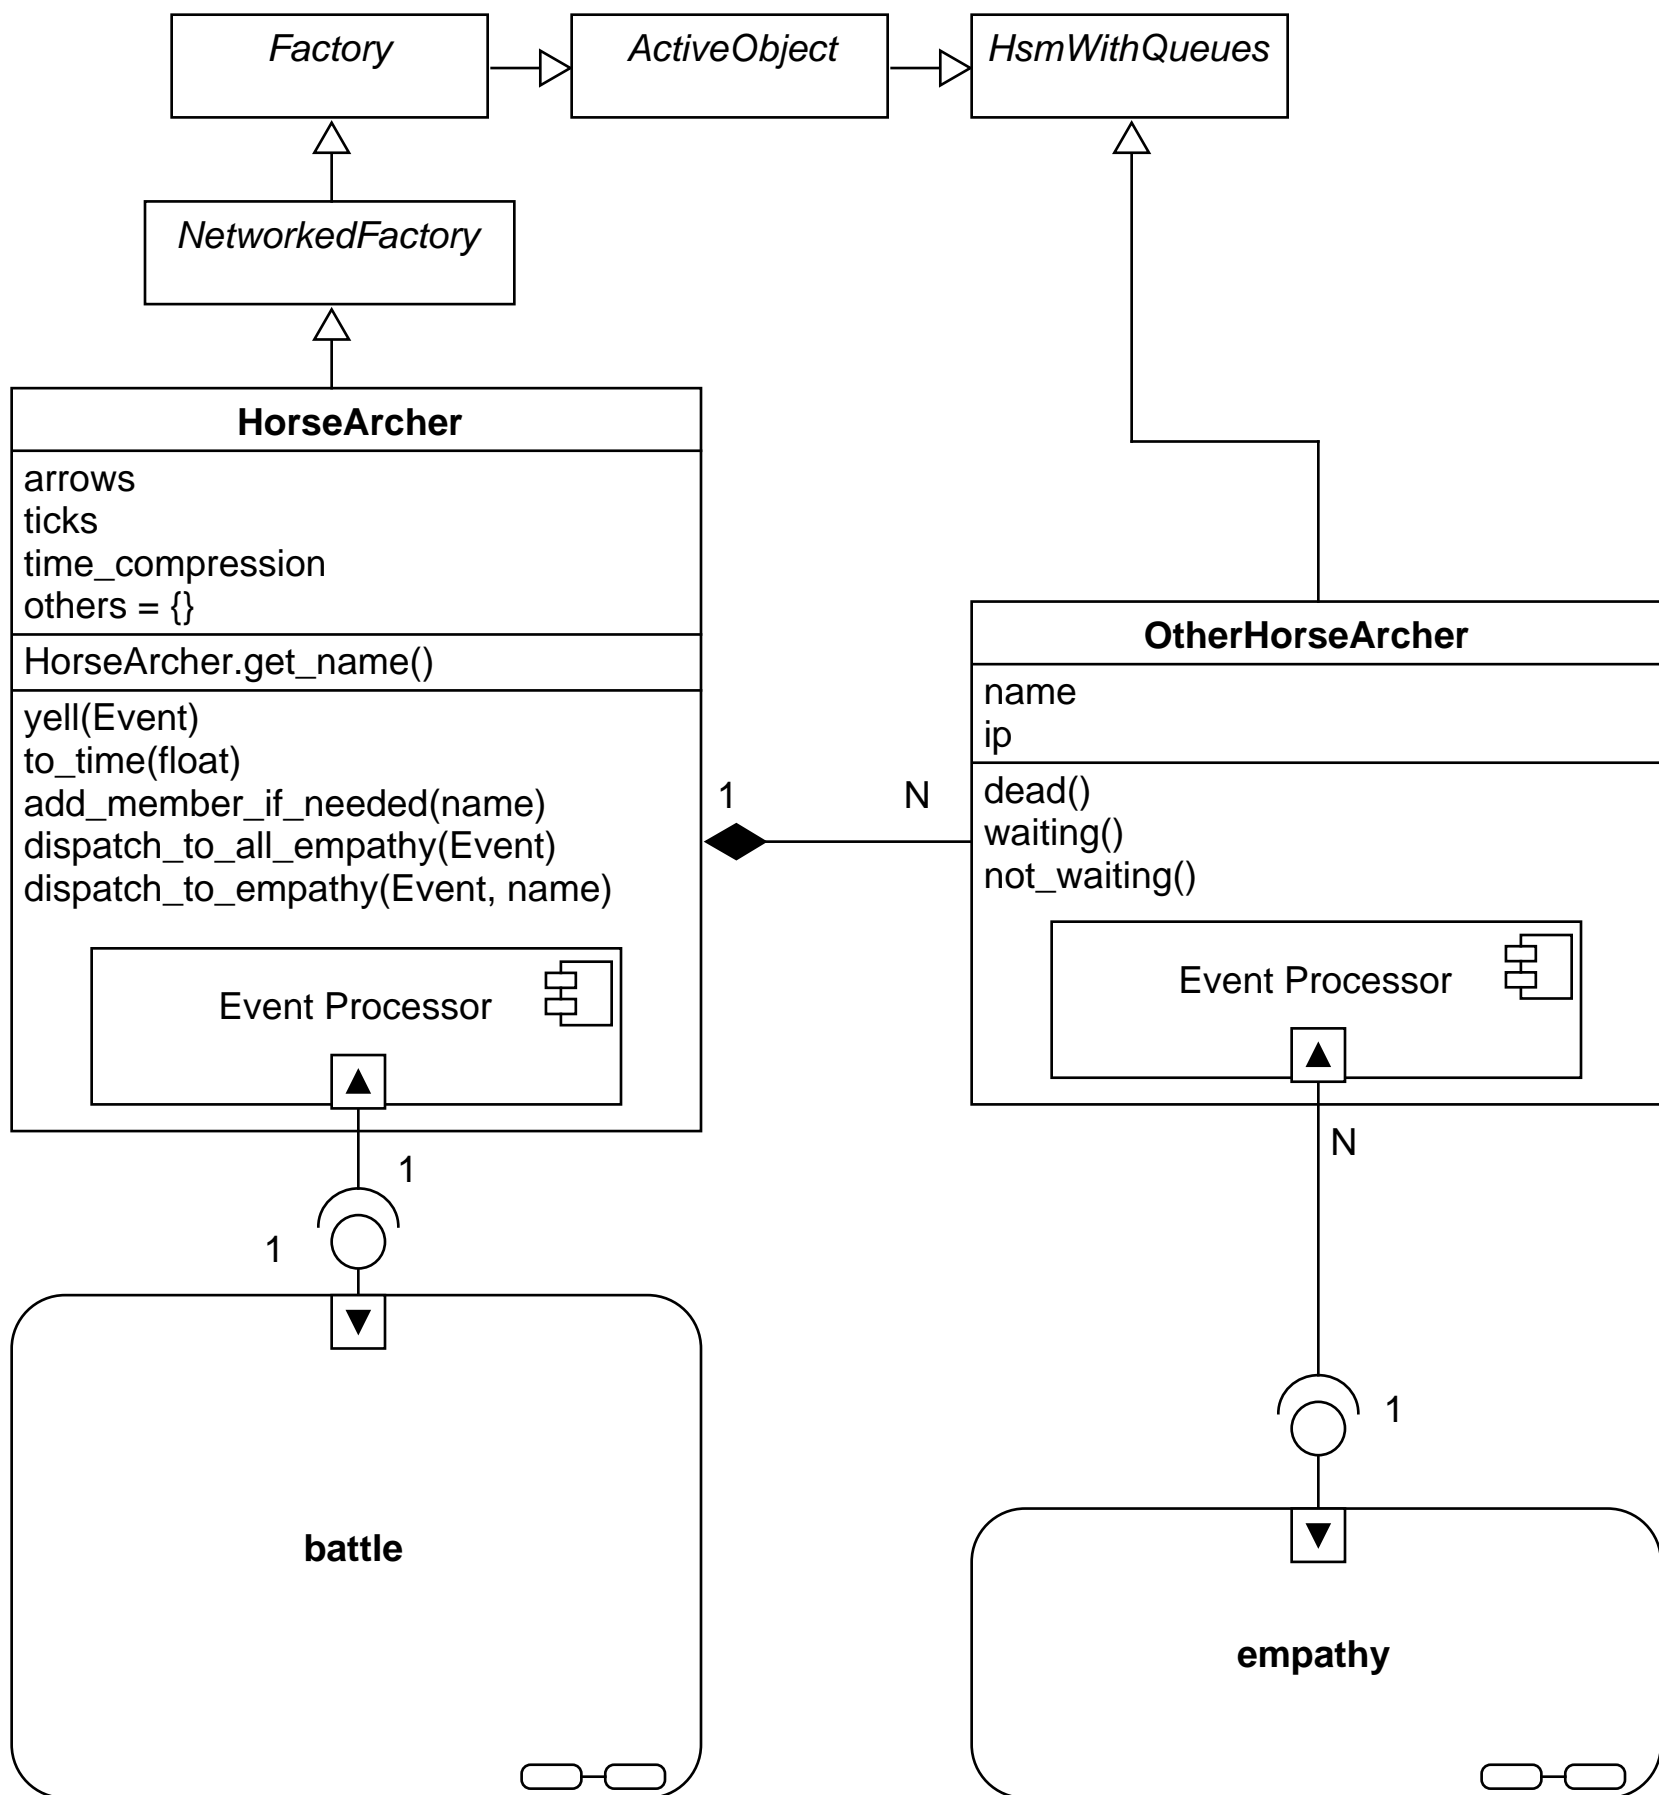 Factory
ActiveObject
HsmWithQueues
NetworkedFactory
HorseArcher
arrows
ticks
time_compression
others = {}
HorseArcher.get_name()
yell(Event)
to_time(float)
add_member_if_needed(name)
dispatch_to_all_empathy(Event)
dispatch_to_empathy(Event, name)
Event Processor
1
N
OtherHorseArcher
name
ip
dead()
waiting()
not_waiting()
Event Processor
1
1
N
1
battle
empathy